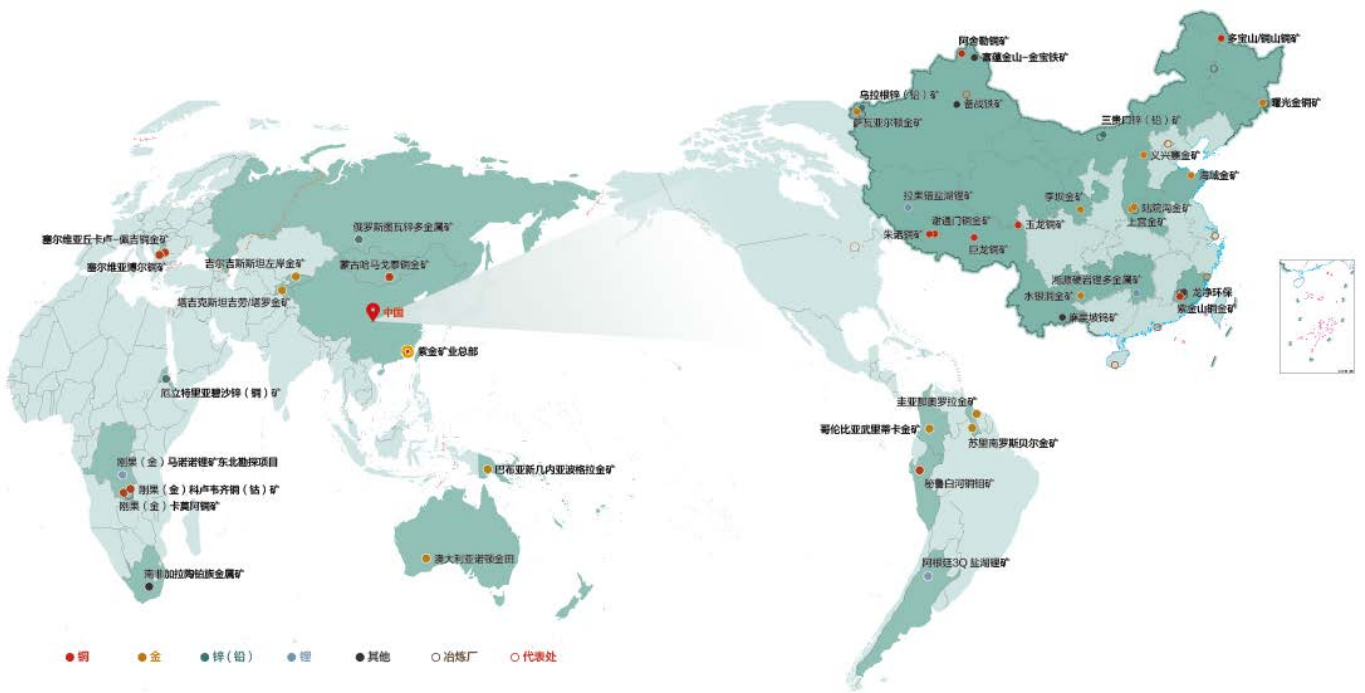 塞尔维亚丘卡卢-佩吉铜金矿
塞尔维亚博尔铜矿
俄罗斯图瓦锌多金属矿
吉尔吉斯斯坦左岸金矿
蒙古哈马戈泰铜金矿
塔吉克斯坦吉劳/塔罗金矿
中国
紫金矿业总部
厄立特里亚碧沙锌（铜）矿
刚果（金）马诺诺锂矿东北勘探项目
刚果（金）科卢韦齐铜（钴）矿
刚果（金）卡莫阿铜矿
南非加拉陶铂族金属矿
巴布亚新几内亚波格拉金矿
澳大利亚诺顿金田
圭亚那奥罗拉金矿
哥伦比亚武里蒂卡金矿
苏里南罗斯贝尔金矿
秘鲁白河铜钼矿
阿根廷3Q 盐湖锂矿
阿舍勒铜矿
富蕴金山-金宝铁矿
多宝山/铜山铜矿
乌拉根锌（铅）矿
备战铁矿
萨瓦亚尔顿金矿
曙光金铜矿
三贵口锌（铅）矿
义兴寨金矿
海域金矿
拉果错盐湖锂矿
李坝金矿
陆院沟金矿
上宫金矿
谢通门铜金矿
玉龙铜矿
朱诺铜矿
巨龙铜矿
湘源硬岩锂多金属矿
水银洞金矿
龙净环保
紫金山铜金矿
麻栗坡钨矿
铜
金
锌（铅）
锂
其他
冶炼厂
代表处